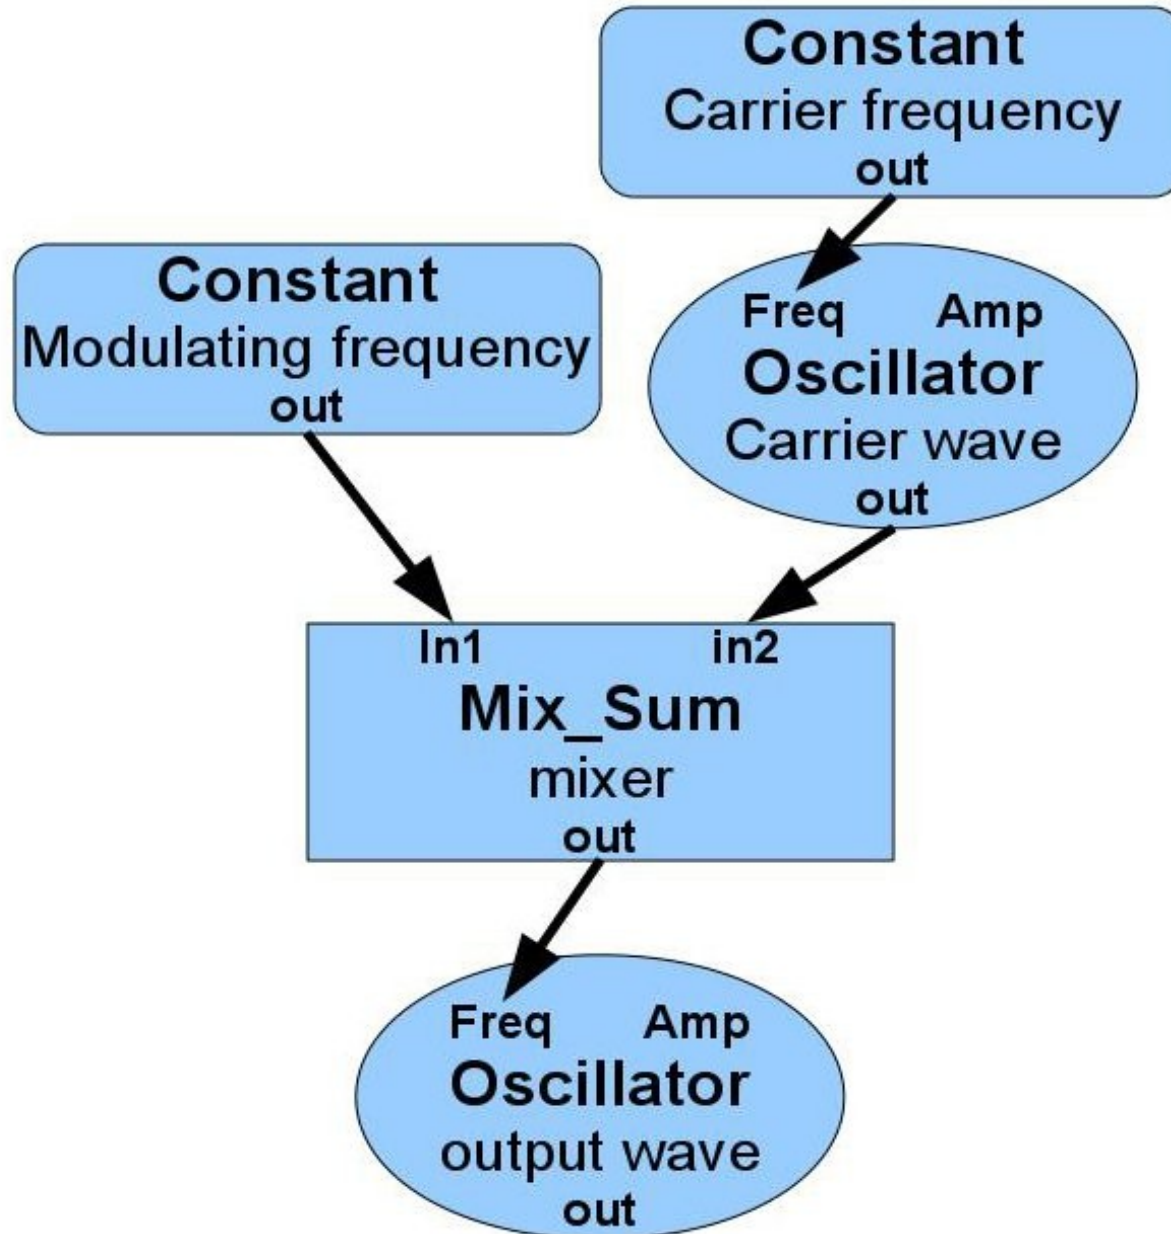 Constant
Carrier frequency
out
Constant
Modulating frequency
out
Freq Amp
Oscillator
Carrier wave
out
In1 in2
Mix_Sum
mixer
out
Freq Amp
Oscillator
output wave
out